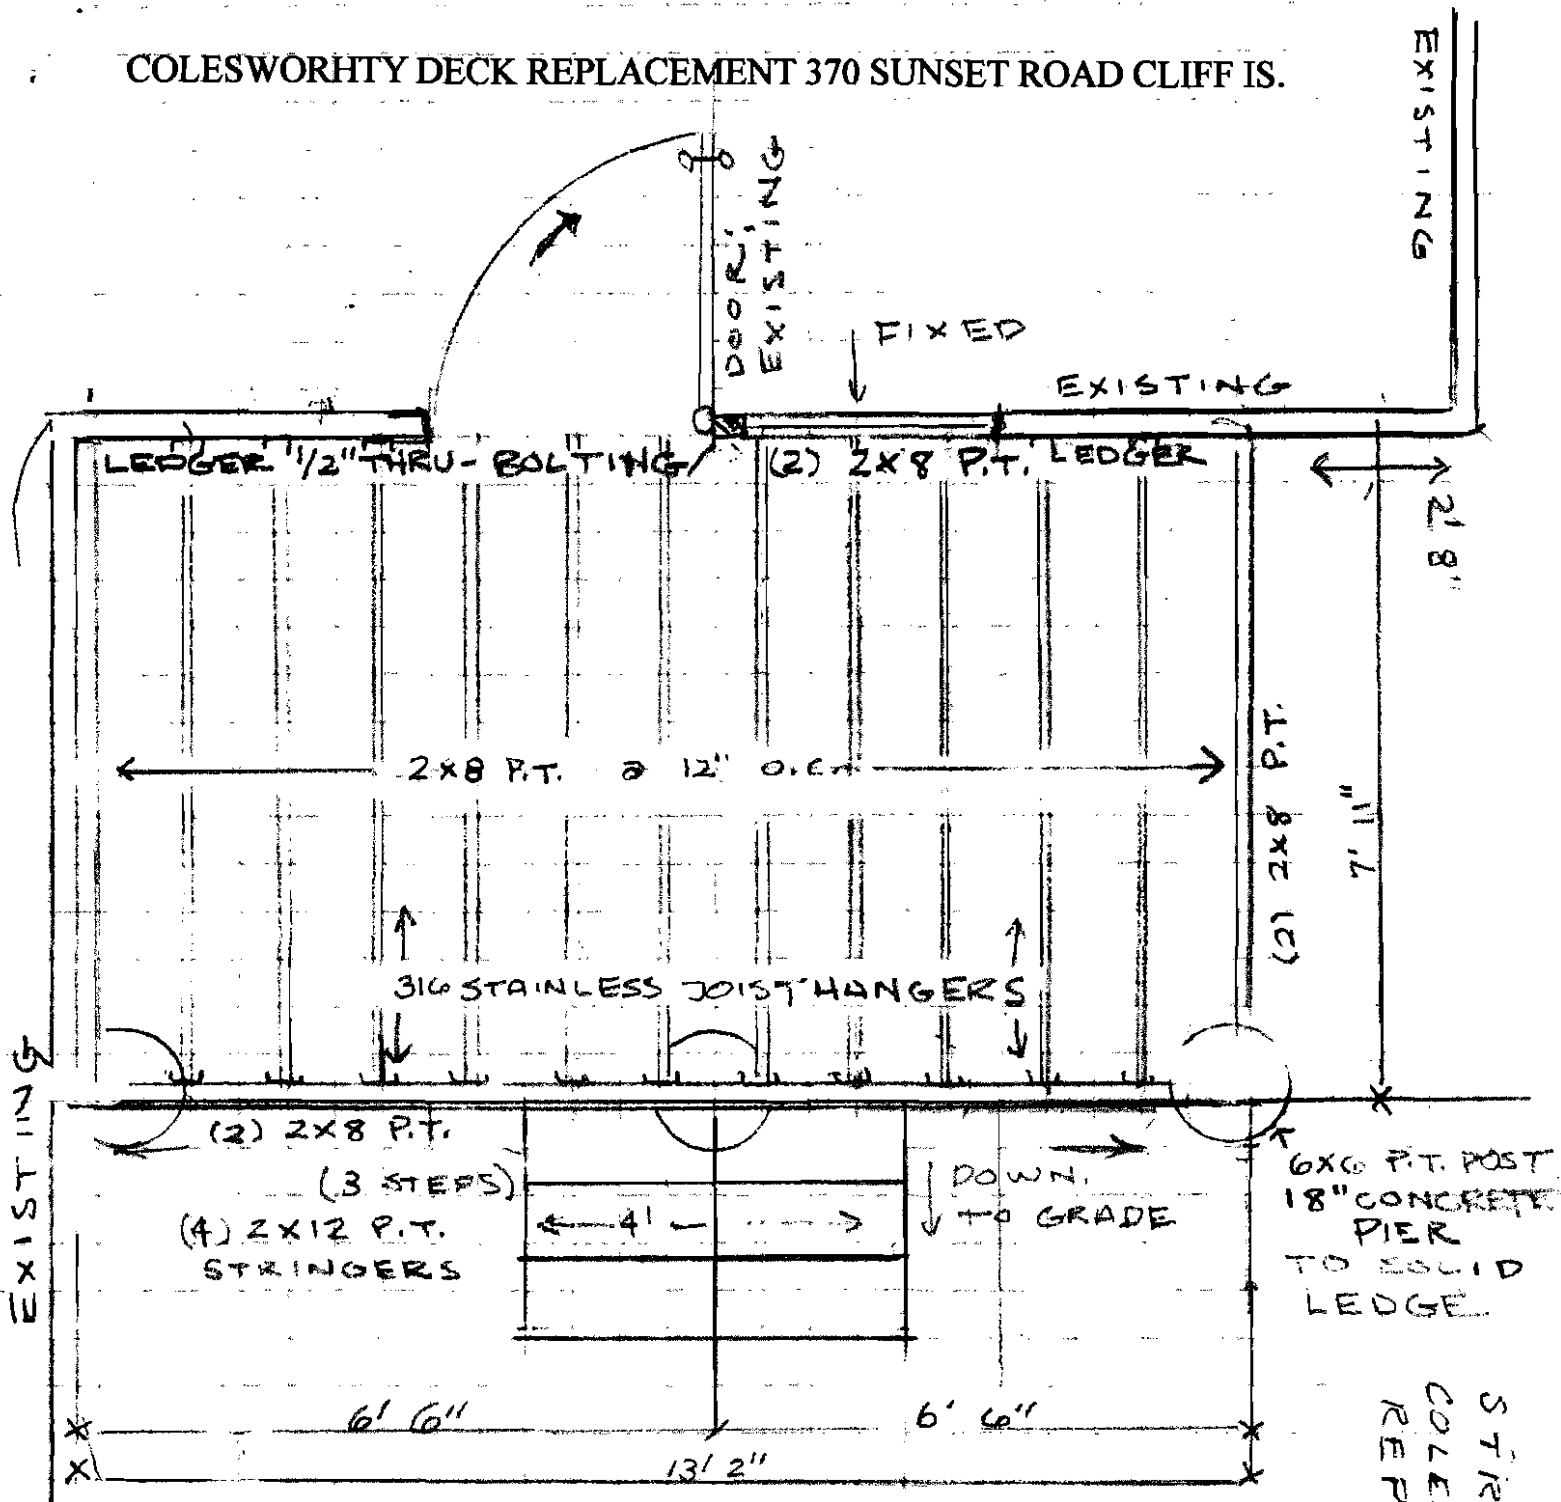 COLESWORHTY DECK REPLACEMENT 370 SUNSET ROAD CLIFF IS.
EXISTING
DOOR,
EXISTING
FIXED
EXISTING
LEDGER 1/2" THRU-BOLTING
(2) 2X8 P.T. LEDGER
2' 8"
2X8 P.T. @ 12" O.C.
(2) 2X8 P.T.
7' 11"
316 STAINLESS JOIST HANGERS
EXISTING
(2) 2X8 P.T.
(3 STEPS)
(4) 2X12 P.T.
STRINGERS
4'
DOWN
TO GRADE
6X6 P.T. POST
18" CONCRETE
PIER
TO SOLID
LEDGE
6' 6"
6' 6"
13' 2"